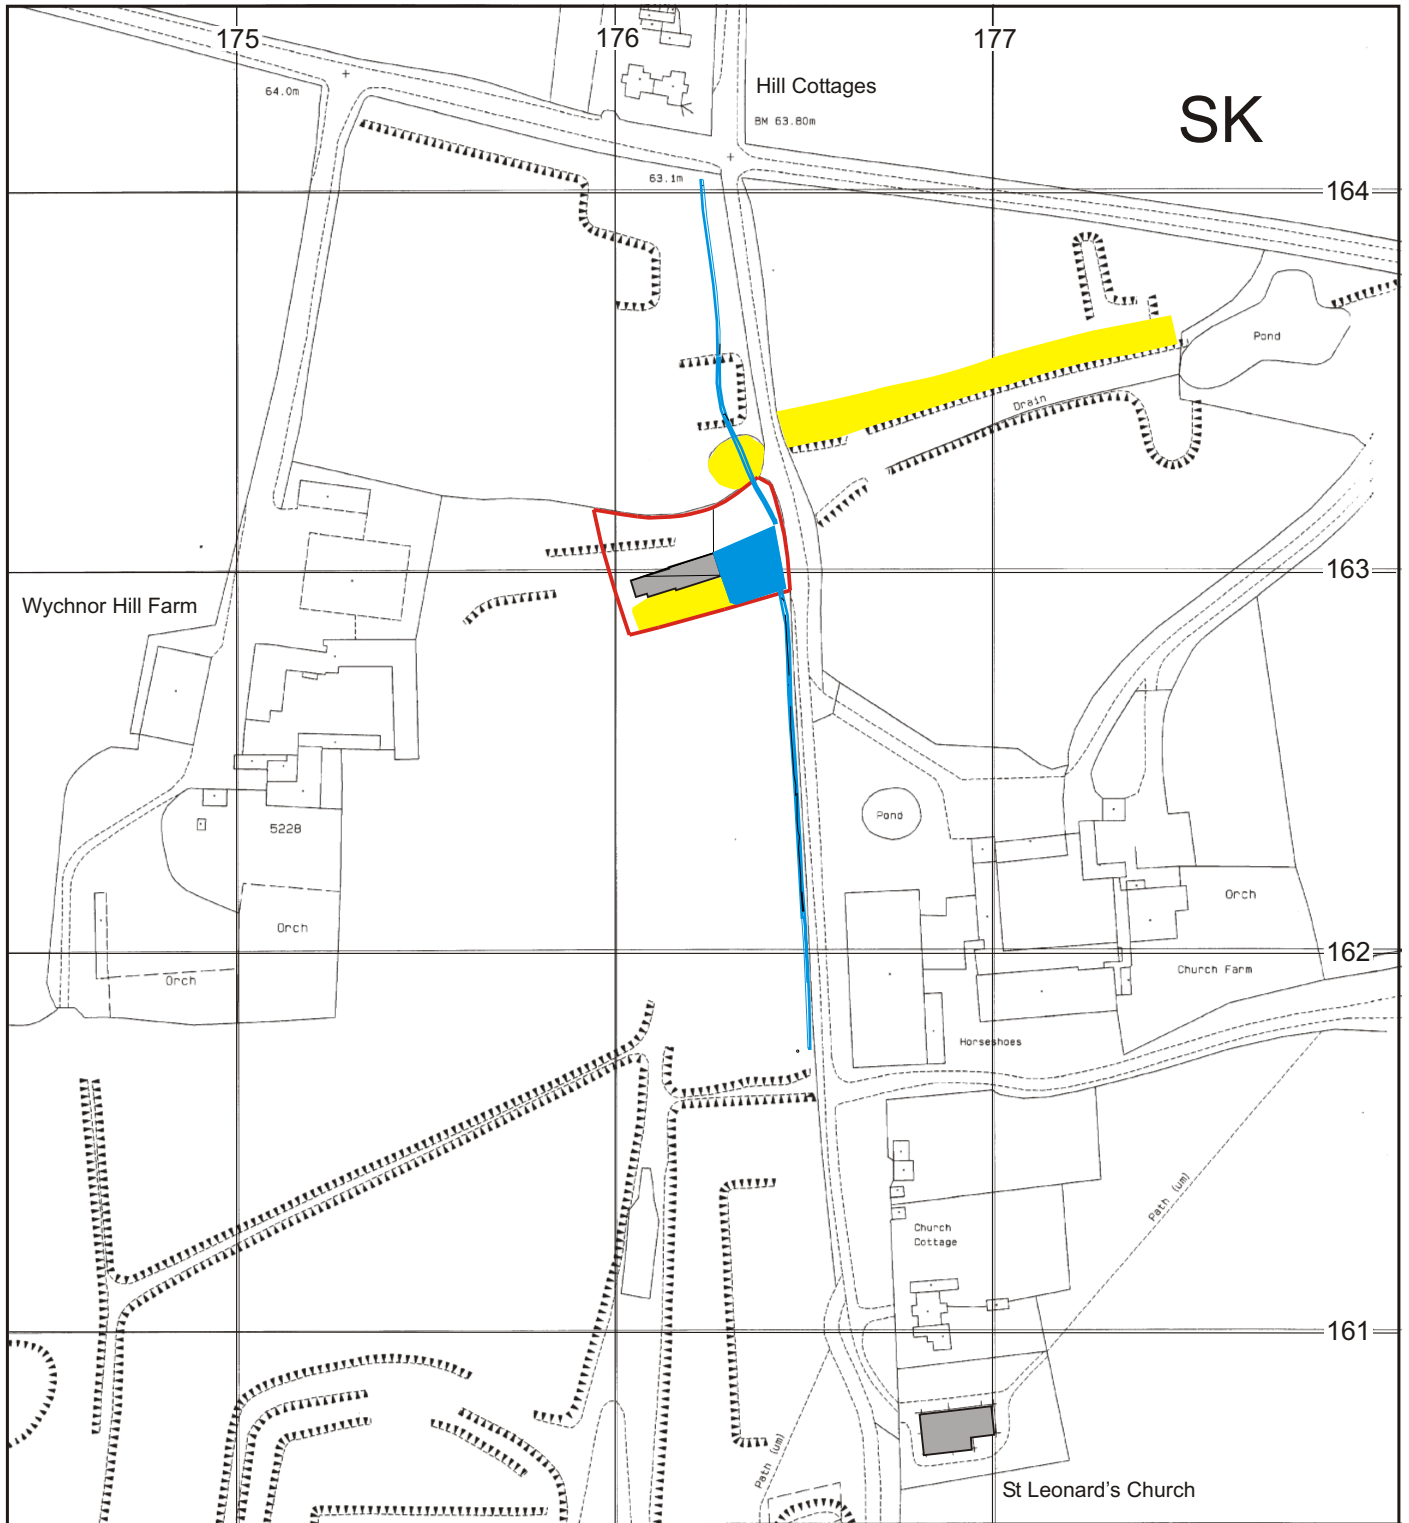 175
176
177
Hill Cottages
SK
64.0m
BM 63.80m
63.1m
164
Pond
Drain
163
Wychnor Hill Farm
Pond
5228
Orch
Orch
Orch
162
Church Farm
Horseshoes
Path (um)
Church
Cottage
161
Path (um)
St Leonard's Church